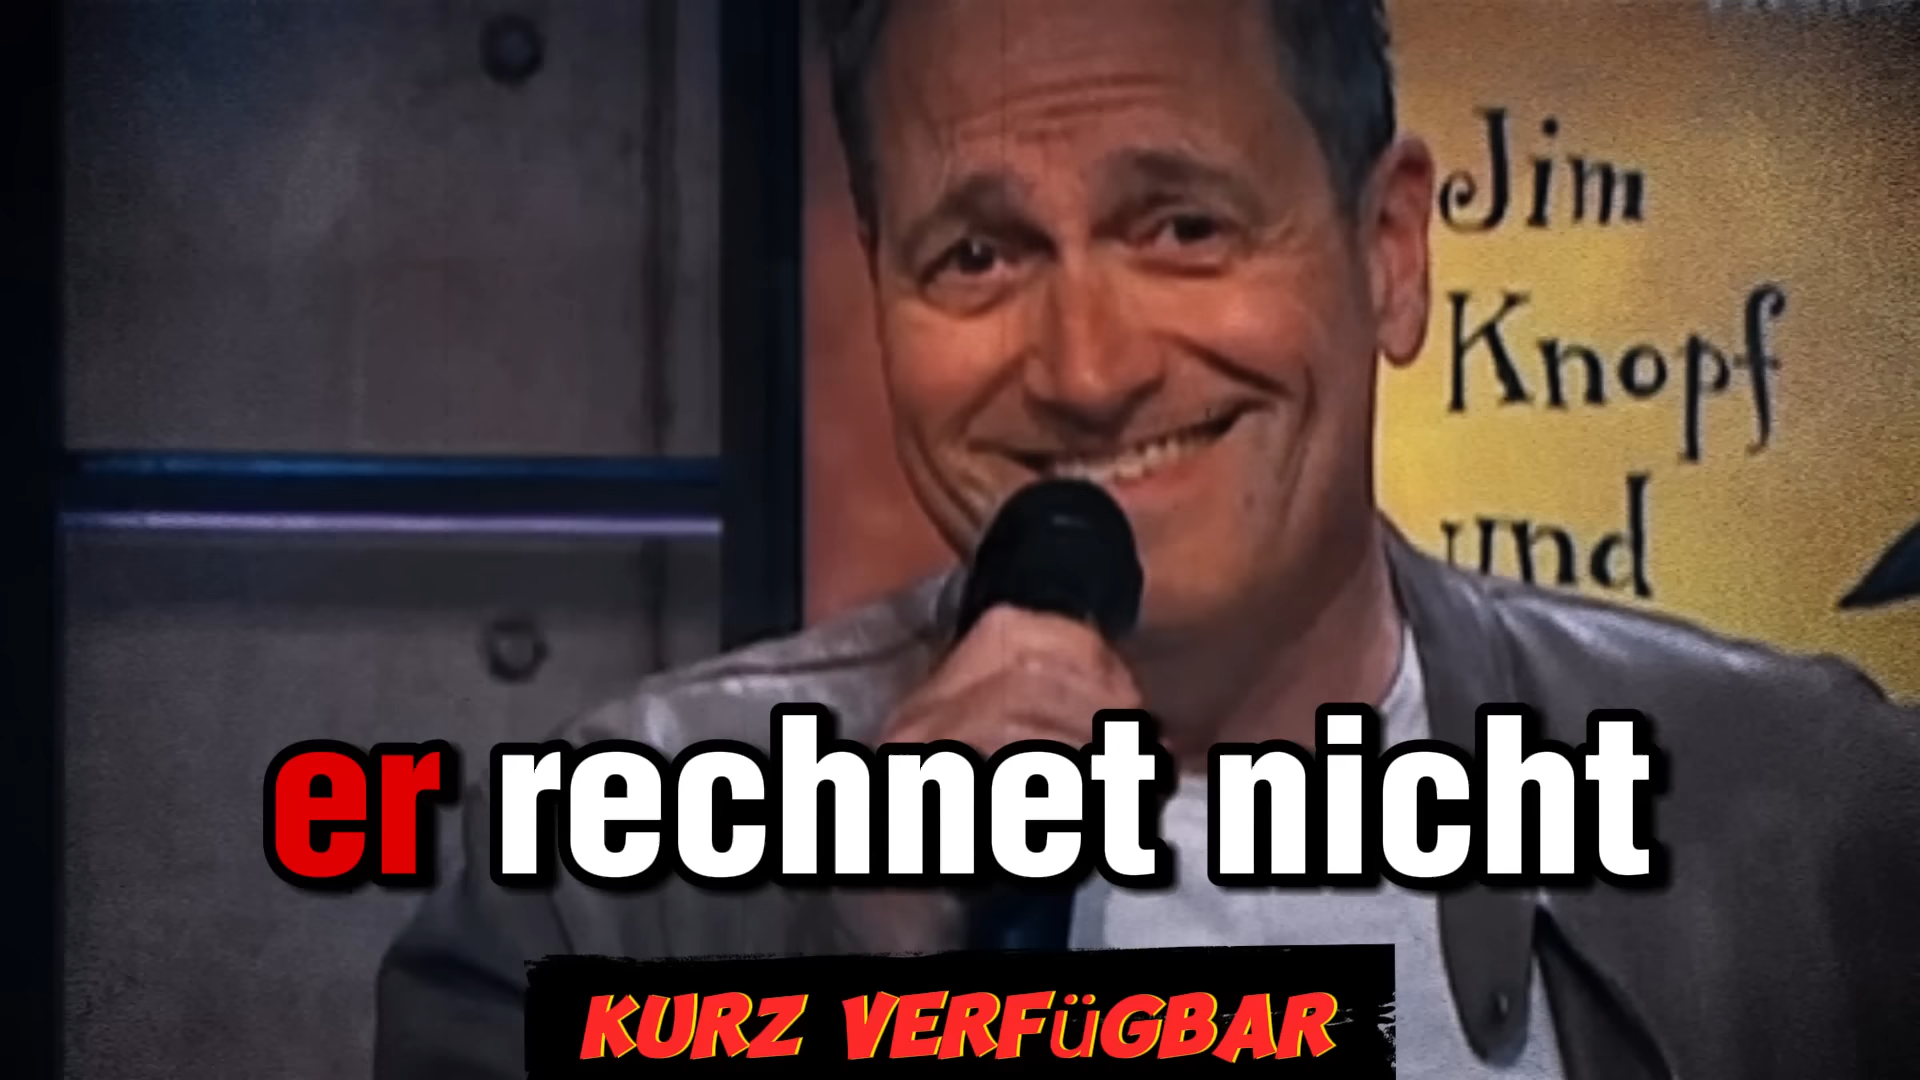 Jim
Knopf
und
er rechnet nicht
KURZ VERFÜGBAR